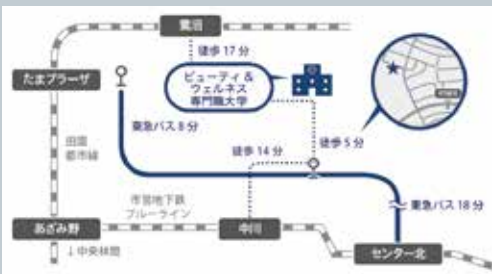 鷺沼
徒歩 17 分
たまプラーザ
ビューティ &
ウェルネス
専門職大学
東急バス 8 分
徒歩 5 分
徒歩 14 分
田園
都市線
市営地下鉄
ブルーライン
東急バス 18 分
あざみ野
中川
↓中央林間
センター北